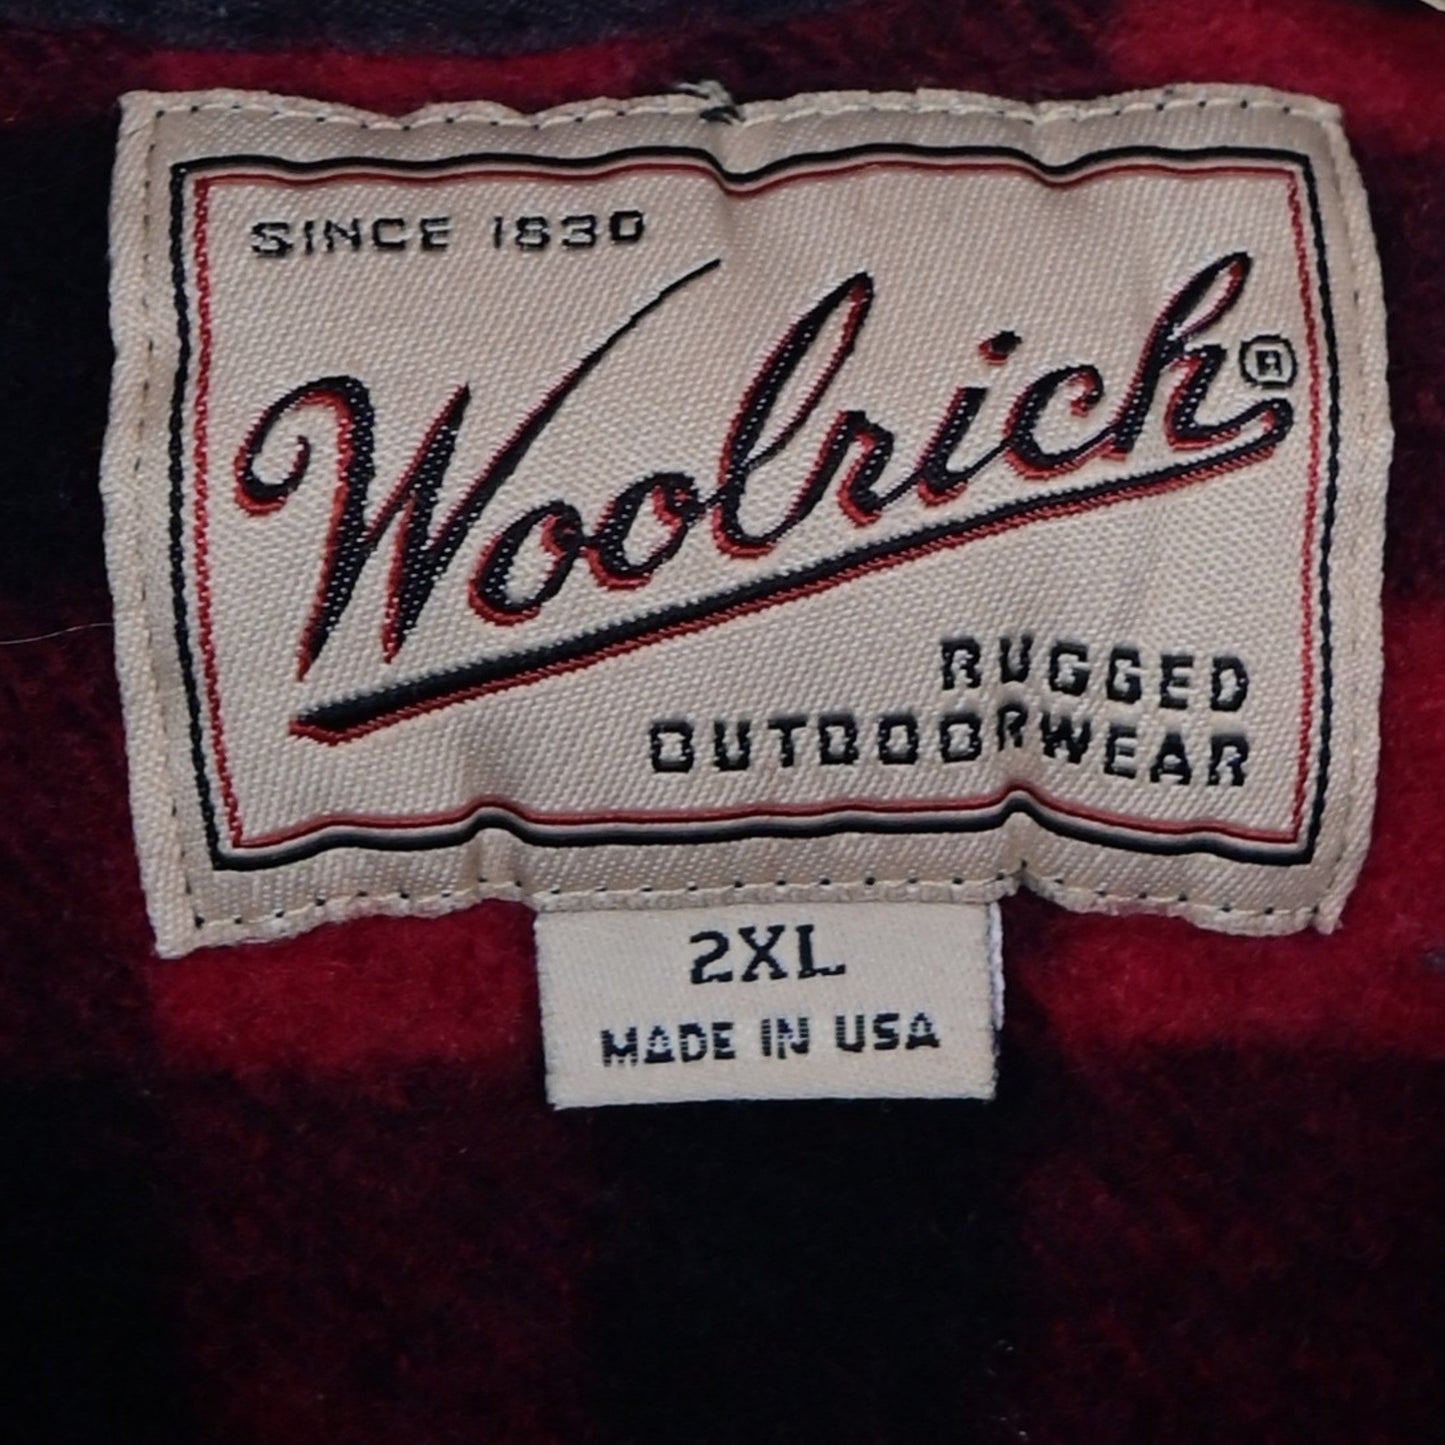 SINCE 1830
Woolrich®
RUGGED
OUTDOORWEAR
2XL
MADE IN USA